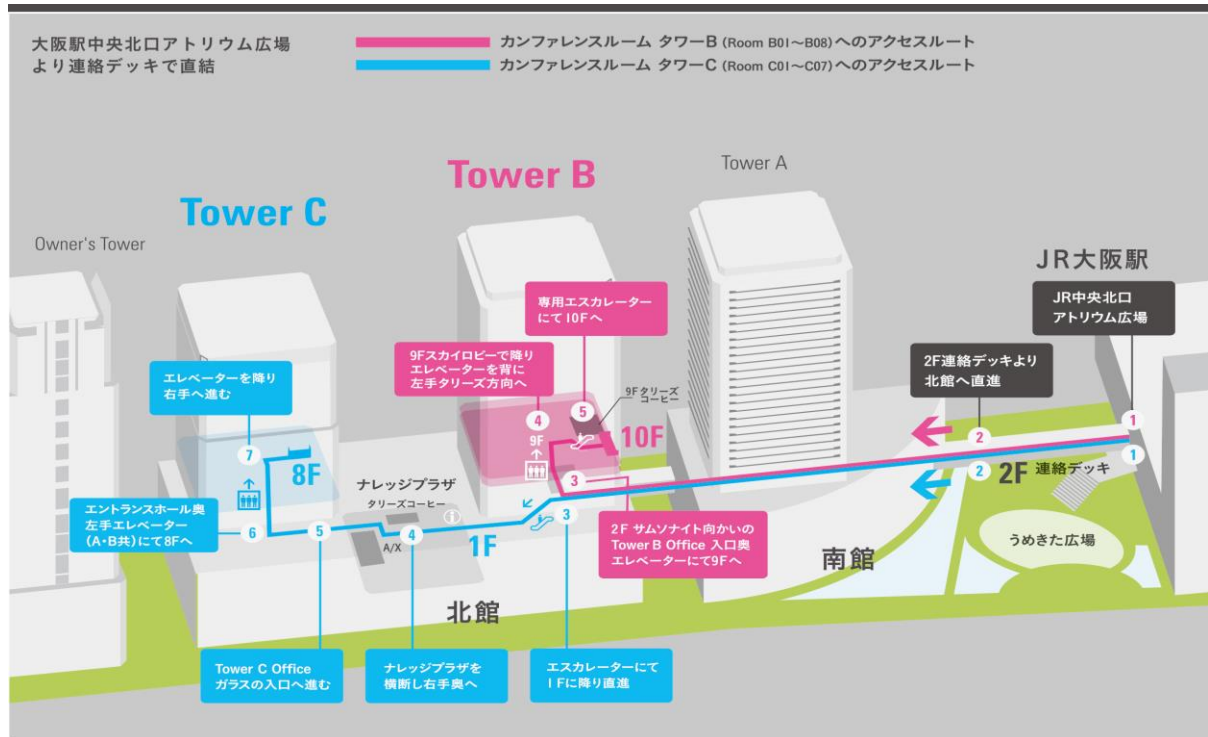 大阪駅中央北口アトリウム広場
より連絡デッキで直結
カンファレンスルーム タワーB (Room B01〜B08)へのアクセスルート
カンファレンスルーム タワーC (Room C01〜C07)へのアクセスルート
Tower A
Tower B
Tower C
Owner's Tower
JR大阪駅
JR中央北口
アトリウム広場
専用エスカレーター
にて10Fへ
9Fスカイロビーで降り
エレベーターを背に
左手タリーズ方向へ
2F連絡デッキより
北館へ直進
エレベーターを降り
右手へ進む
9Fタリーズ
コーヒー
5
4
9F
10F
1
2
1
2
2F 連絡デッキ
7
8F
ナレッジプラザ
タリーズコーヒー
3
3
エントランスホール奥
左手エレベーター
(A・B共)にて8Fへ
6
5
4
A/X
1F
2F サムソナイト向かいの
Tower B Office 入口奥
エレベーターにて9Fへ
うめきた広場
南館
北館
Tower C Office
ガラスの入口へ進む
ナレッジプラザを
横断し右手奥へ
エスカレーターにて
1Fに降り直進